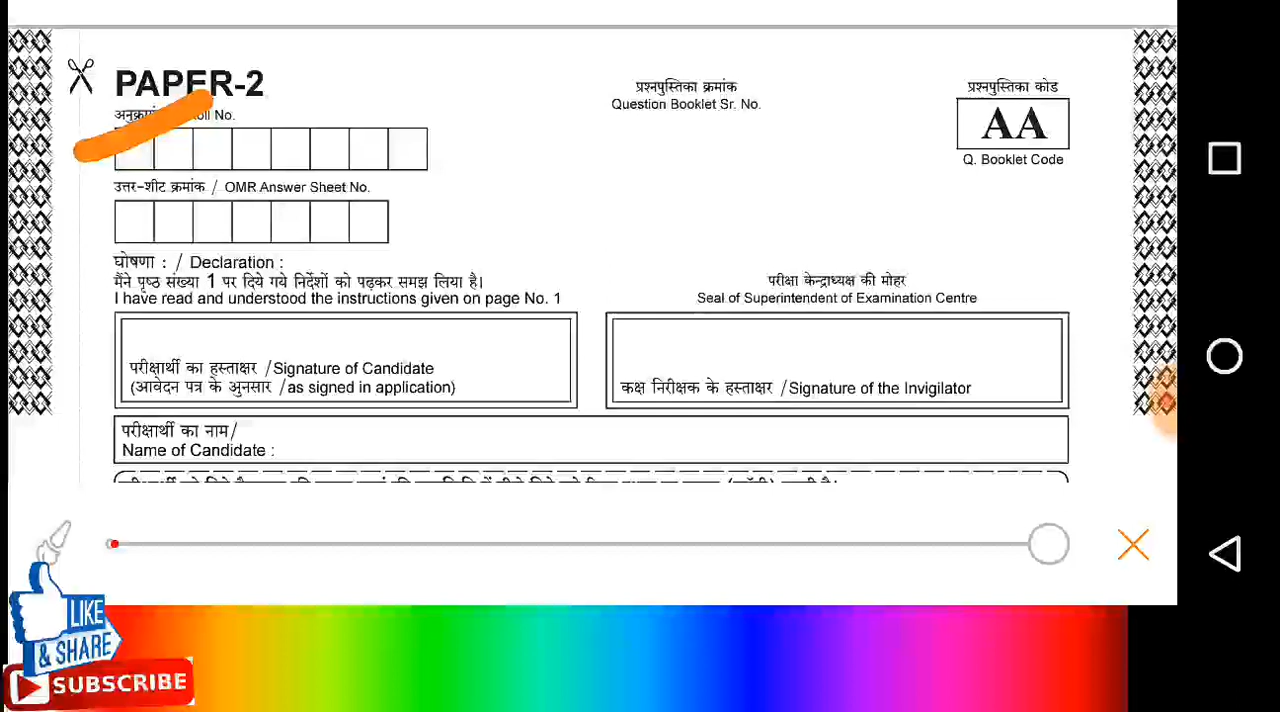 PAPER-2
प्रश्नपुस्तिका क्रमांक
Question Booklet Sr. No.
प्रश्नपुस्तिका कोड
AA
Q. Booklet Code
Roll No.
उत्तर-शीट क्रमांक / OMR Answer Sheet No.
घोषणा : / Declaration :
मैंने पृष्ठ संख्या 1 पर दिये गये निर्देशों को पढ़कर समझ लिया है।
I have read and understood the instructions given on page No. 1
परीक्षा केन्द्राध्यक्ष की मोहर
Seal of Superintendent of Examination Centre
परीक्षार्थी का हस्ताक्षर / Signature of Candidate
(आवेदन पत्र के अुनसार / as signed in application)
कक्ष निरीक्षक के हस्ताक्षर / Signature of the Invigilator
परीक्षार्थी का नाम/
Name of Candidate :
LIKE
& SHARE
SUBSCRIBE